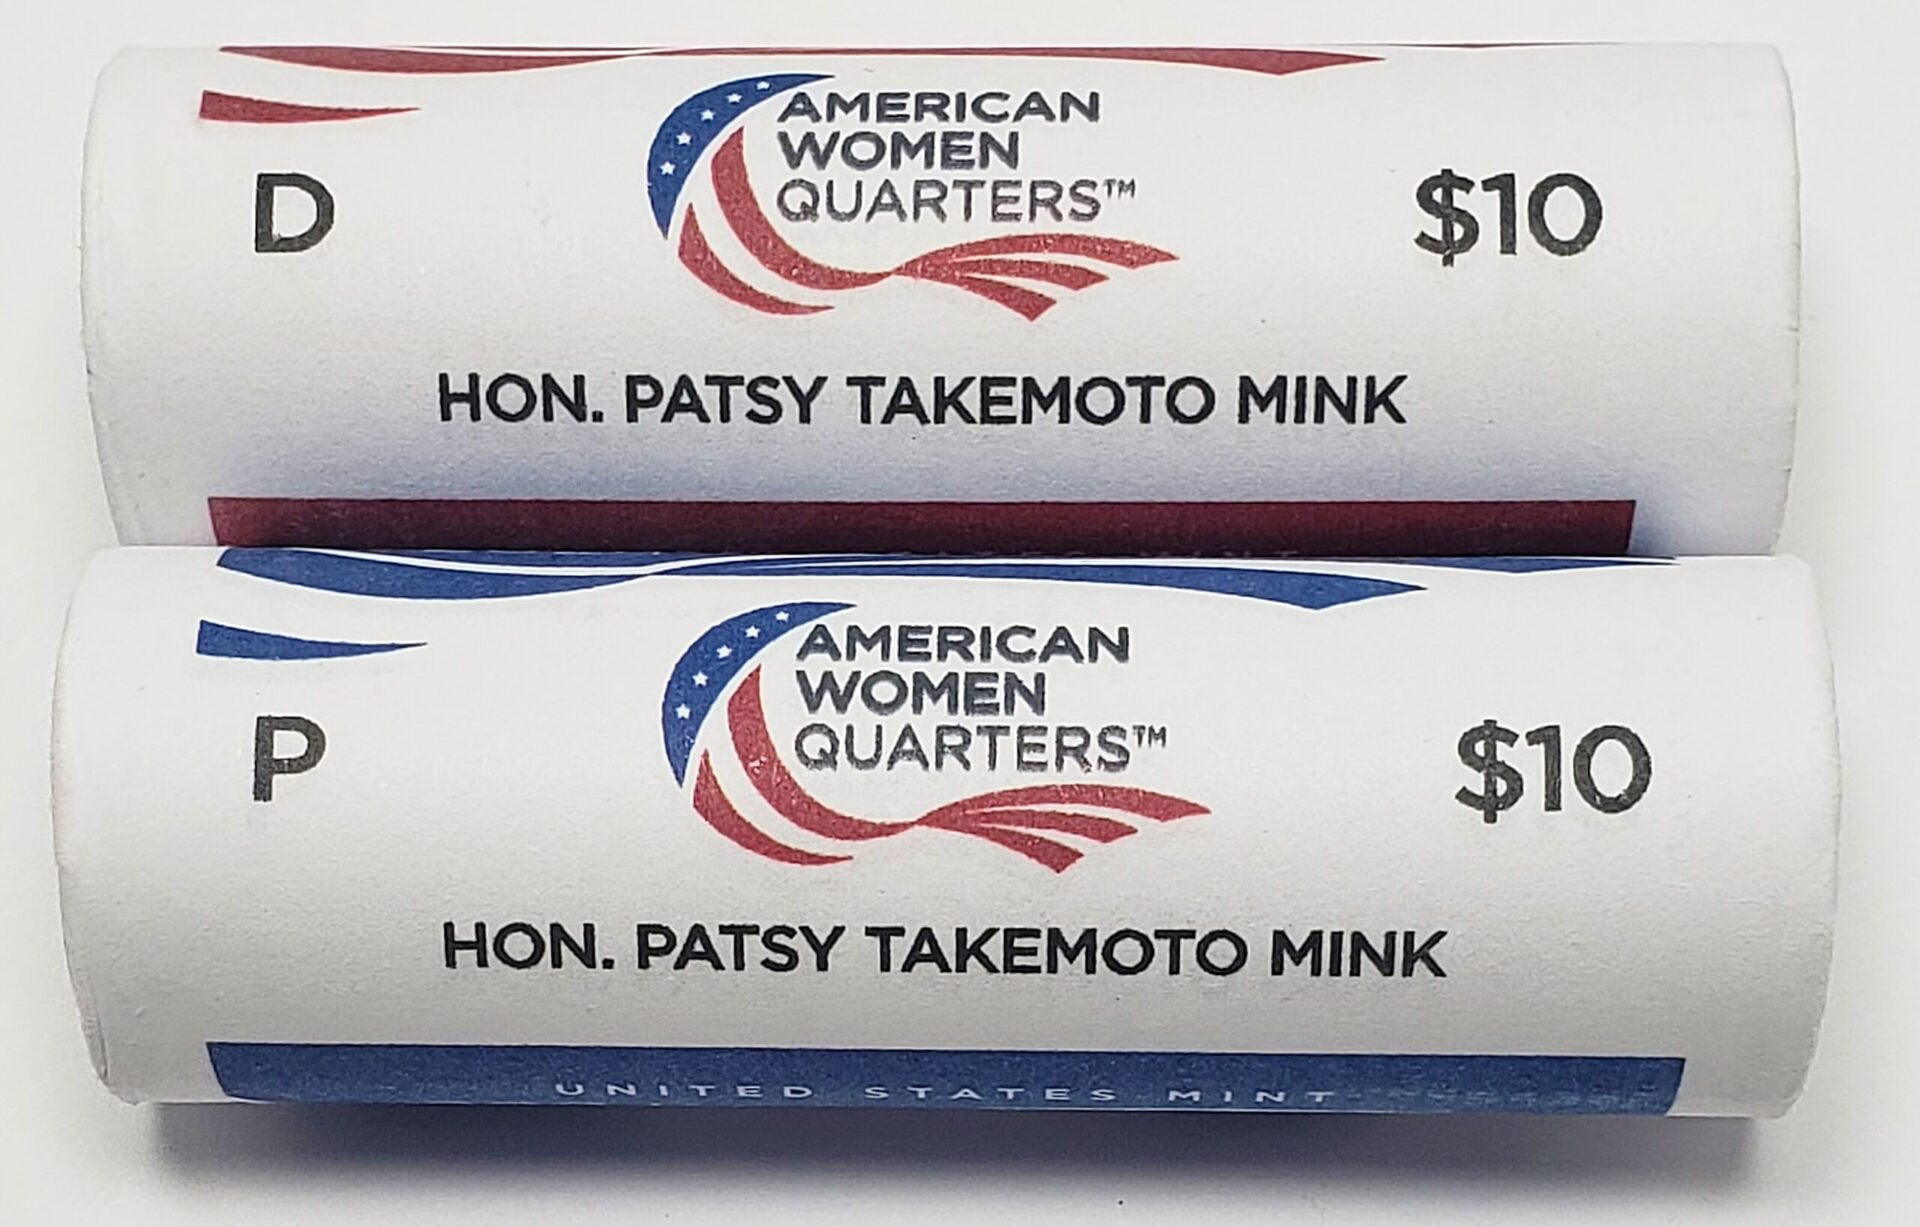 AMERICAN
WOMEN
QUARTERS™
D
$10
HON. PATSY TAKEMOTO MINK
AMERICAN
WOMEN
QUARTERS™
P
$10
HON. PATSY TAKEMOTO MINK
UNITED STATES MINT